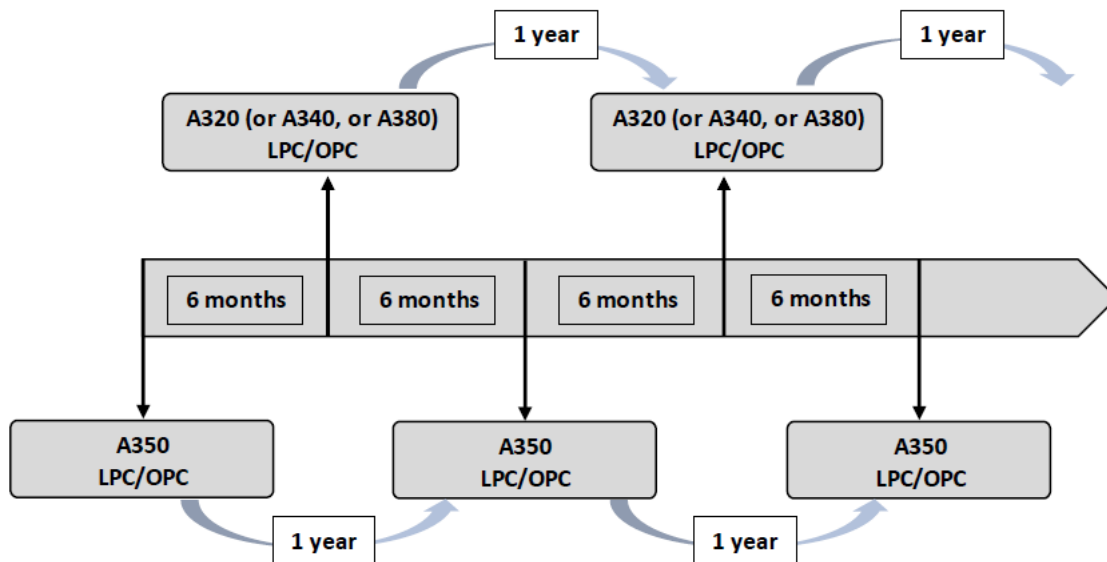 1 year
1 year
A320 (or A340, or A380)
LPC/OPC
A320 (or A340, or A380)
LPC/OPC
6 months
6 months
6 months
6 months
A350
LPC/OPC
A350
LPC/OPC
A350
LPC/OPC
1 year
1 year